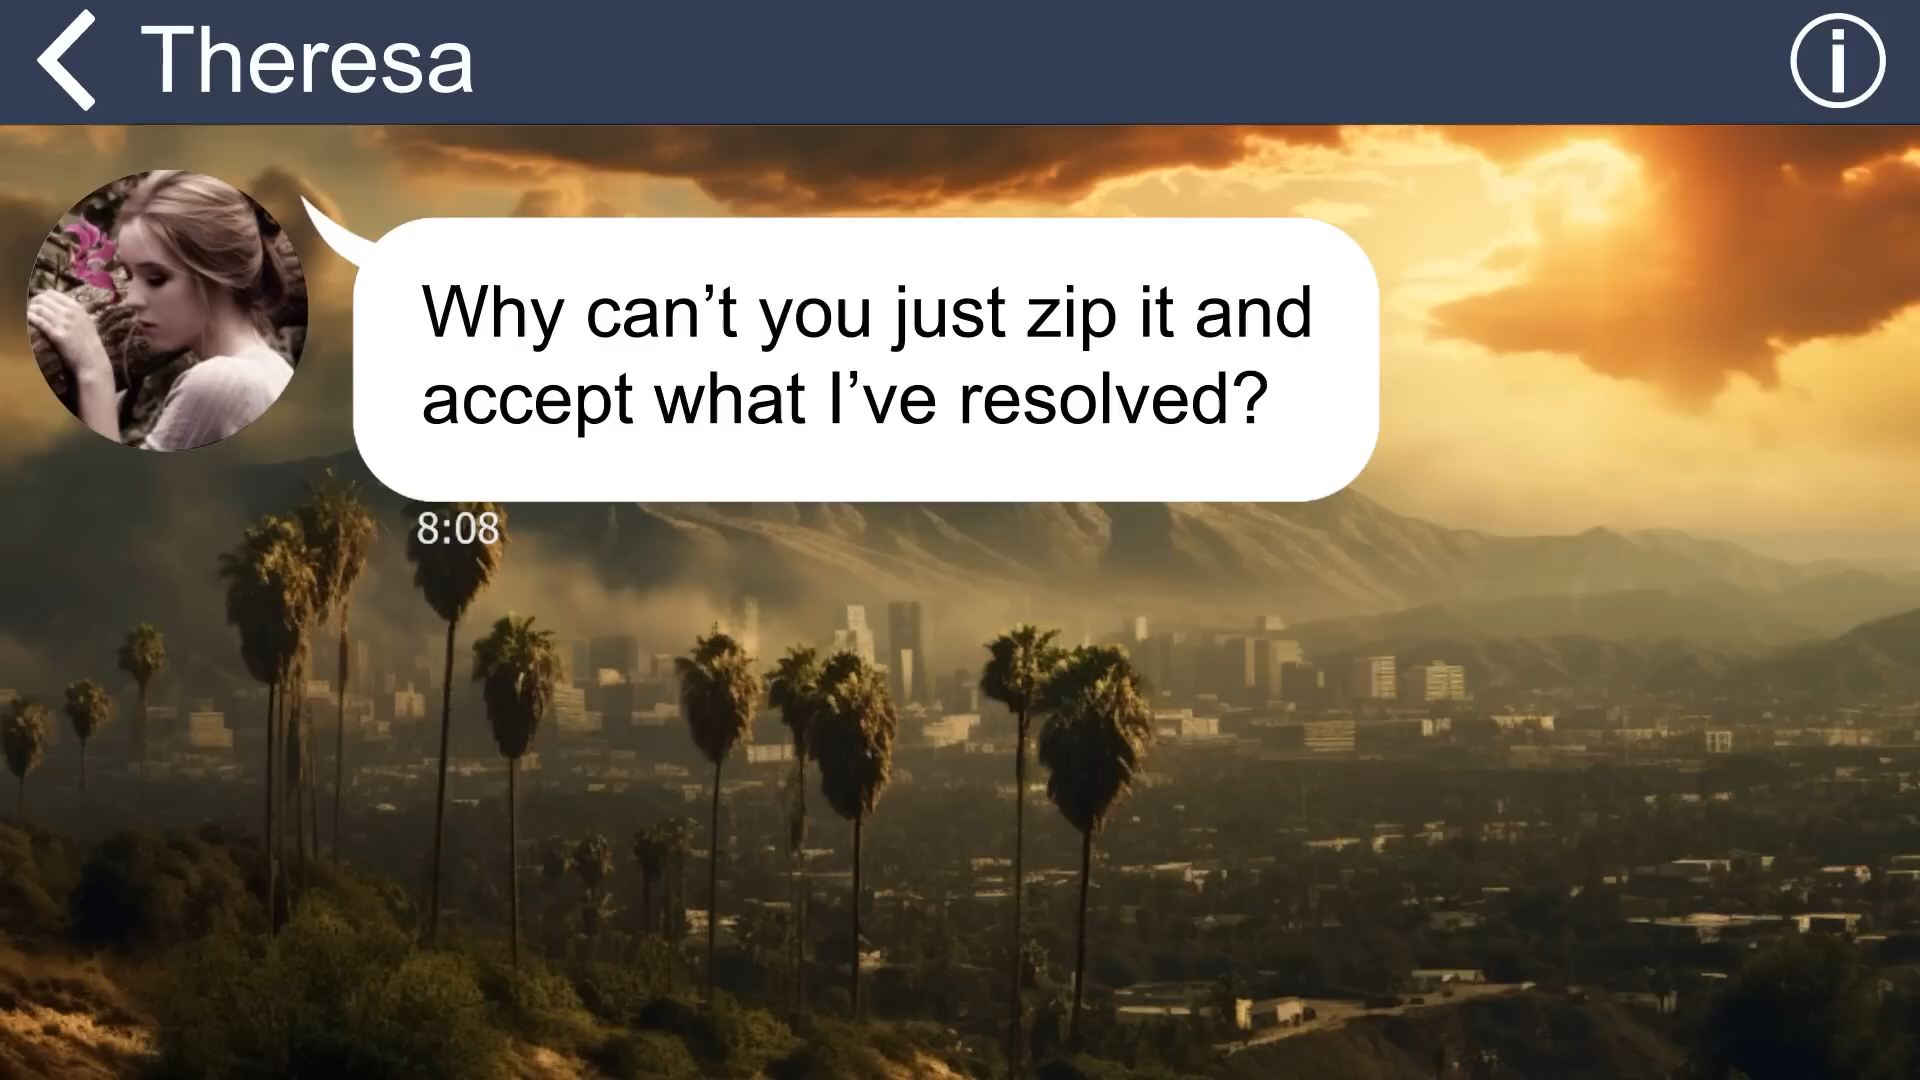 Theresa
Why can’t you just zip it and
accept what I’ve resolved?
8:08